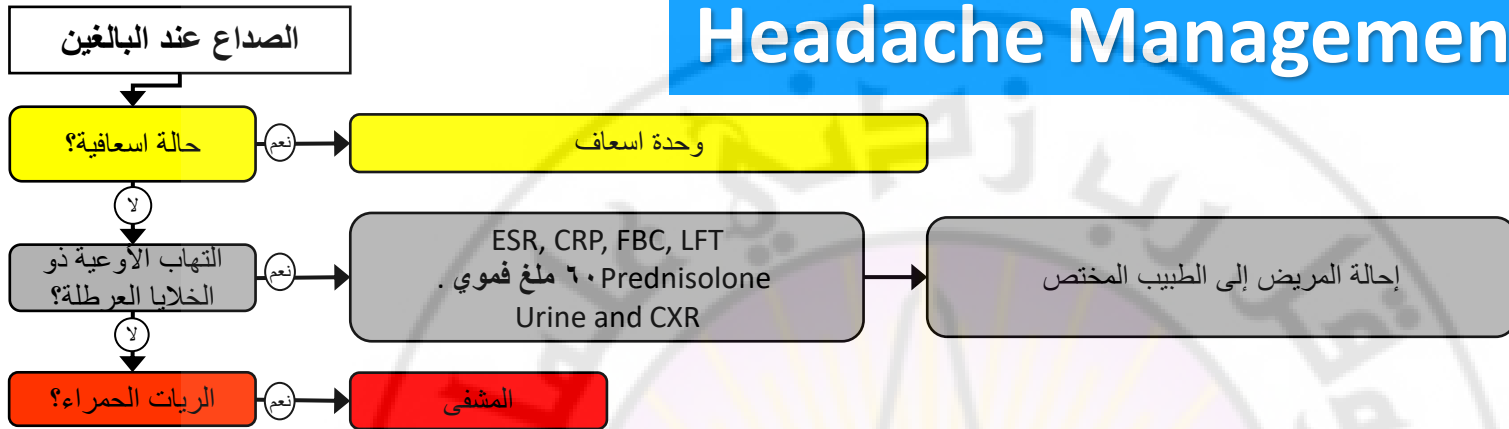 Headache Managemen
الصداع عند البالغين
حالة اسعافية؟
نعم
وحدة اسعاف
لا
التهاب الأوعية ذو
الخلايا العرطلة؟
نعم
ESR, CRP, FBC, LFT
Prednisolone ٦٠ ملغ فموي .
Urine and CXR
إحالة المريض إلى الطبيب المختص
لا
الريات الحمراء؟
نعم
المشفى